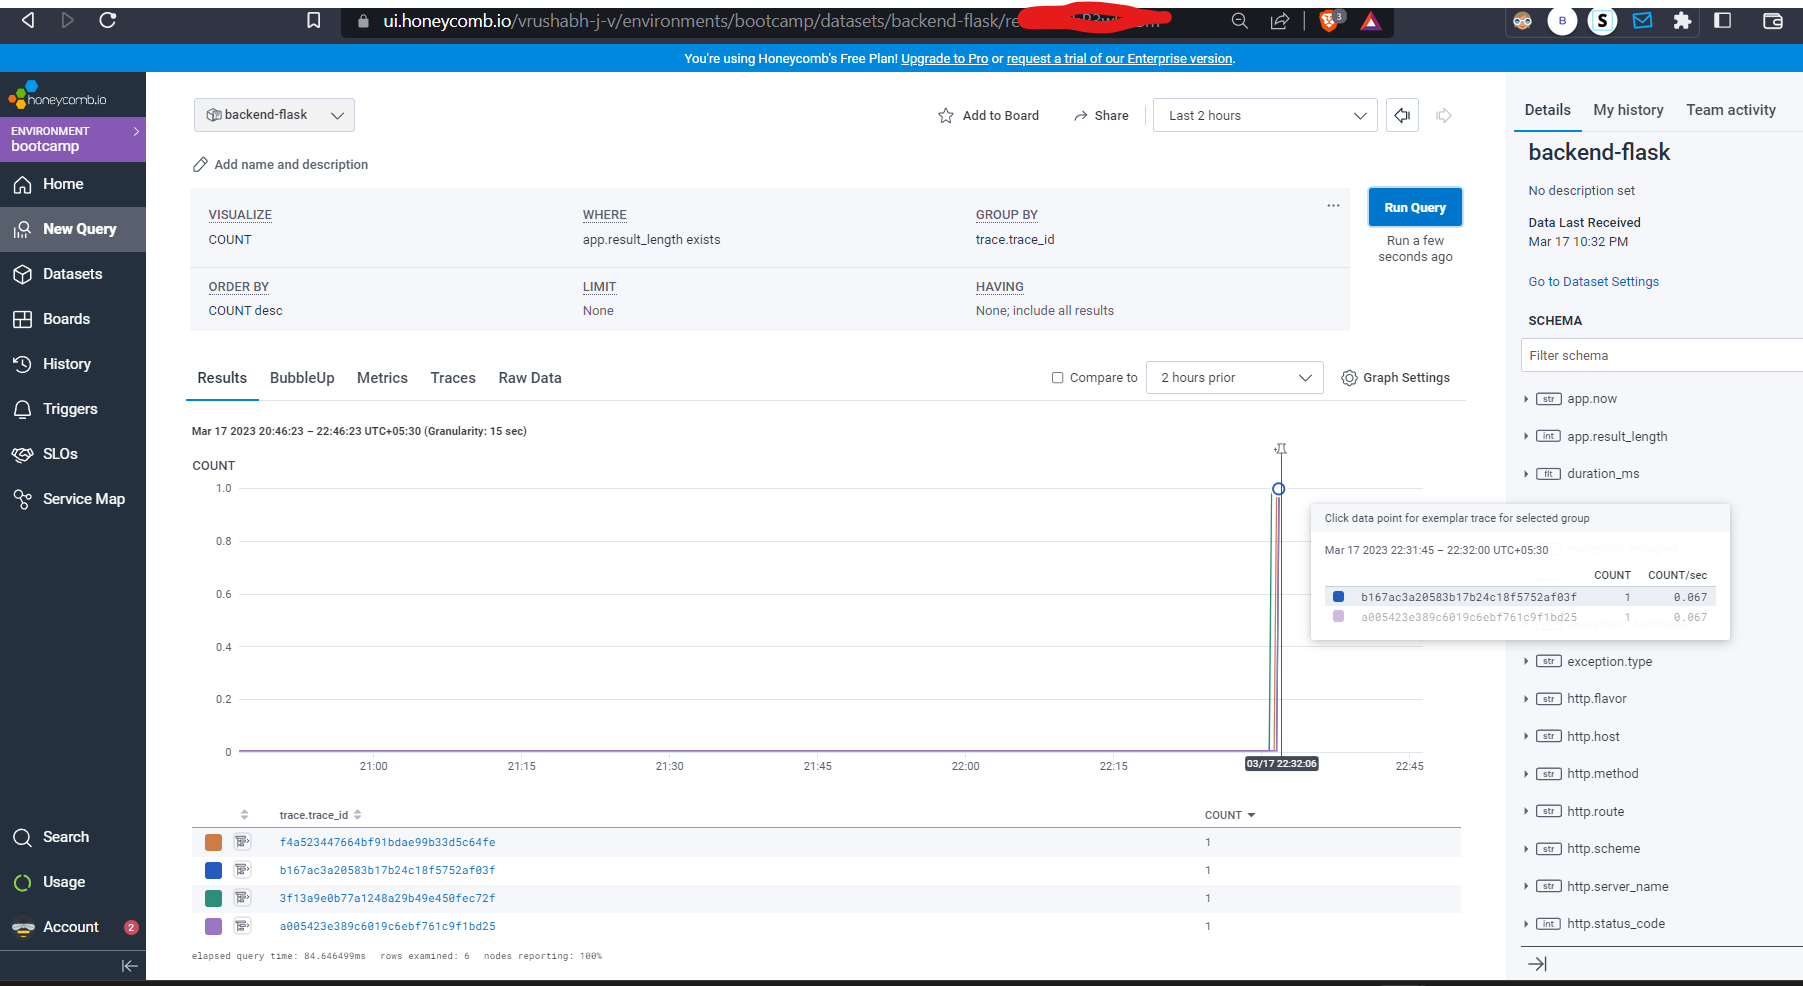 ui.honeycomb.io/vrushabh-j-v/environments/bootcamp/datasets/backend-flask/re
3
B
S
You're using Honeycomb's Free Plan! Upgrade to Pro or request a trial of our Enterprise version.
honeycomb.io
ENVIRONMENT
bootcamp
Home
New Query
Datasets
Boards
History
Triggers
SLOs
Service Map
Search
Usage
Account 2
backend-flask
Add to Board
Share
Last 2 hours
Add name and description
VISUALIZE
COUNT
WHERE
app.result_length exists
GROUP BY
trace.trace_id
ORDER BY
COUNT desc
LIMIT
None
HAVING
None; include all results
Run Query
Run a few
seconds ago
Results BubbleUp Metrics Traces Raw Data
Compare to 2 hours prior
Graph Settings
Mar 17 2023 20:46:23 – 22:46:23 UTC+05:30 (Granularity: 15 sec)
COUNT
1.0
0.8
0.6
0.4
0.2
0
21:00 21:15 21:30 21:45 22:00 22:15 03/17 22:32:06 22:45
Click data point for exemplar trace for selected group
Mar 17 2023 22:31:45 – 22:32:00 UTC+05:30
COUNT COUNT/sec
b167ac3a20583b17b24c18f5752af03f 1 0.067
a005423e389c6019c6ebf761c9f1bd25 1 0.067
trace.trace_id COUNT
f4a523447664bf91bdae99b33d5c64fe 1
b167ac3a20583b17b24c18f5752af03f 1
3f13a9e0b77a1248a29b49e450fec72f 1
a005423e389c6019c6ebf761c9f1bd25 1
elapsed query time: 84.646499ms rows examined: 6 nodes reporting: 100%
Details My history Team activity
backend-flask
No description set
Data Last Received
Mar 17 10:32 PM
Go to Dataset Settings
SCHEMA
Filter schema
str app.now
int app.result_length
flt duration_ms
str exception.type
str http.flavor
str http.host
str http.method
str http.route
str http.scheme
str http.server_name
int http.status_code